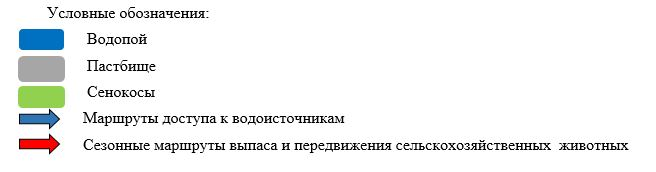 Условные обозначения:
Водопой
Пастбище
Сенокосы
Маршруты доступа к водоисточникам
Сезонные маршруты выпаса и передвижения сельскохозяйственных животных